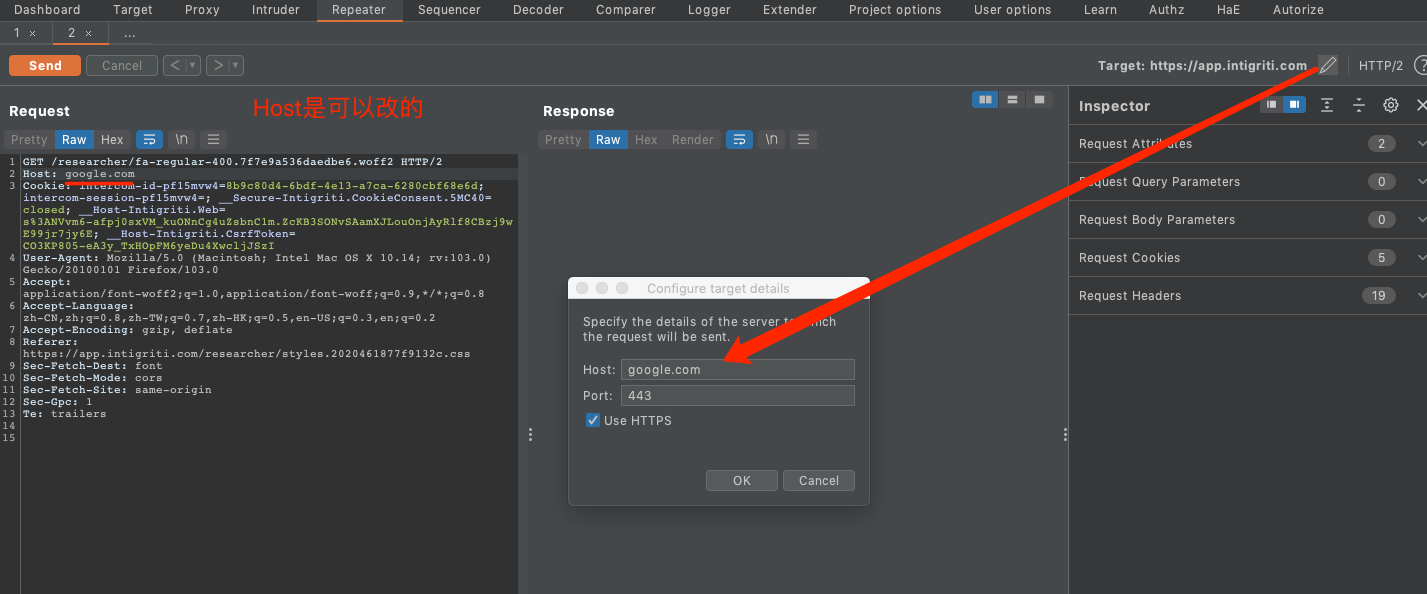 Dashboard Target Proxy Intruder Repeater Sequencer Decoder Comparer Logger Extender Project options User options Learn Authz HaE Autorize
1 × 2 × ...
Send Cancel < ▾ > ▾ Target: https://app.intigriti.com HTTP/2 ?
Request
Host是可以改的
Response
Inspector
Pretty Raw Hex \n
Pretty Raw Hex Render \n
1 GET /researcher/fa-regular-400.7f7e9a536daedbe6.woff2 HTTP/2
2 Host: google.com
3 Cookie: intercom-id-pf15mvw4=8b9c80d4-6bdf-4e13-a7ca-6280cbf68e6d;
intercom-session-pf15mvw4=; __Secure-Intigriti.CookieConsent.5MC40=
closed; __Host-Intigriti.Web=
s%3ANVvm6-afpj0sxVM_kuONnCg4uZsbnClm.ZcKB3SONvSAamXJLouOnjAyRlf8CBzj9w
E99jr7jy6E; __Host-Intigriti.CsrfToken=
CO3KP805-eA3y_TxHOpFM6yeDu4XwcljJSzI
4 User-Agent: Mozilla/5.0 (Macintosh; Intel Mac OS X 10.14; rv:103.0)
Gecko/20100101 Firefox/103.0
5 Accept:
application/font-woff2;q=1.0,application/font-woff;q=0.9,*/*;q=0.8
6 Accept-Language:
zh-CN,zh;q=0.8,zh-TW;q=0.7,zh-HK;q=0.5,en-US;q=0.3,en;q=0.2
7 Accept-Encoding: gzip, deflate
8 Referer:
https://app.intigriti.com/researcher/styles.2020461877f9132c.css
9 Sec-Fetch-Dest: font
10 Sec-Fetch-Mode: cors
11 Sec-Fetch-Site: same-origin
12 Sec-Gpc: 1
13 Te: trailers
14
15
Configure target details
Specify the details of the server to which
the request will be sent.
Host: google.com
Port: 443
Use HTTPS
OK Cancel
Request Attributes 2
Request Query Parameters 0
Request Body Parameters 0
Request Cookies 5
Request Headers 19